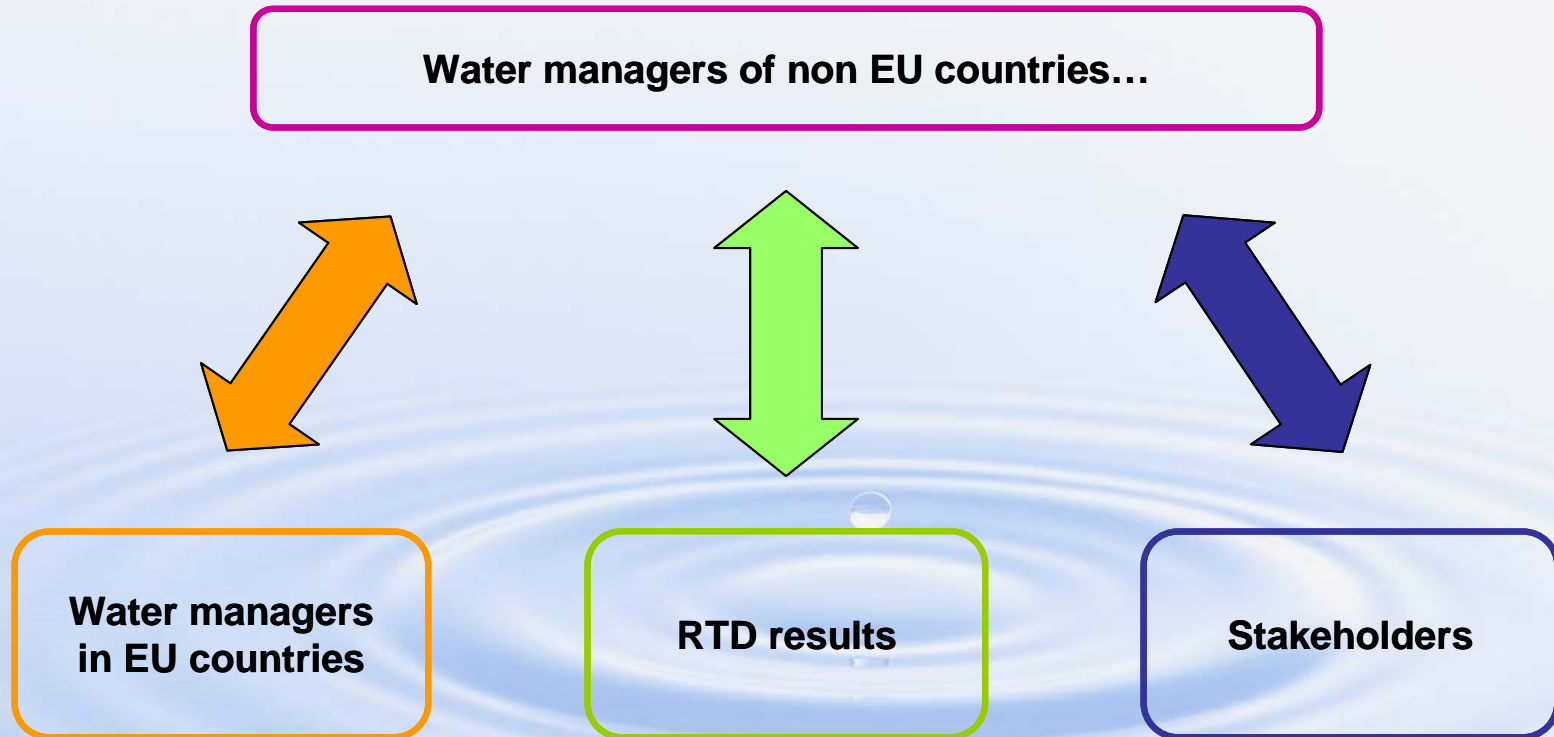 Water managers of non EU countries…
Water managers
in EU countries
RTD results
Stakeholders